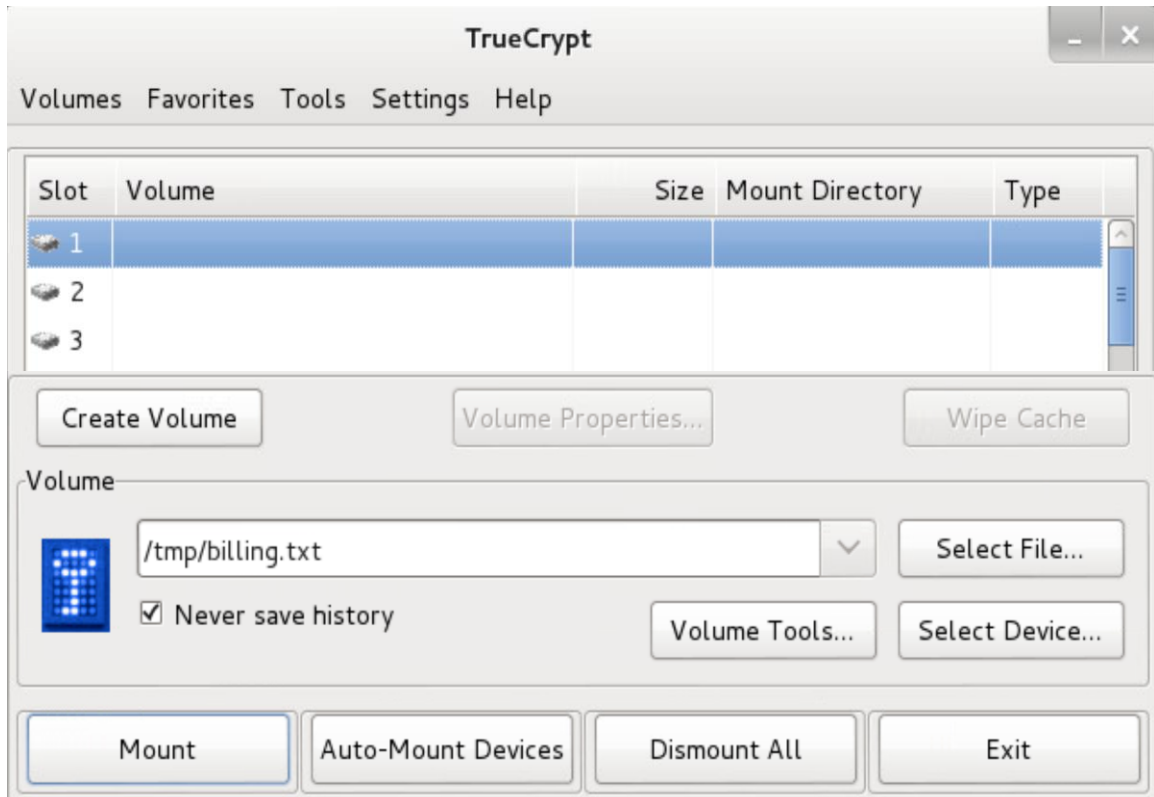 TrueCrypt
Volumes Favorites Tools Settings Help
Slot Volume Size Mount Directory Type
1
2
3
Create Volume Volume Properties... Wipe Cache
Volume
/tmp/billing.txt Select File...
Never save history Volume Tools... Select Device...
Mount Auto-Mount Devices Dismount All Exit